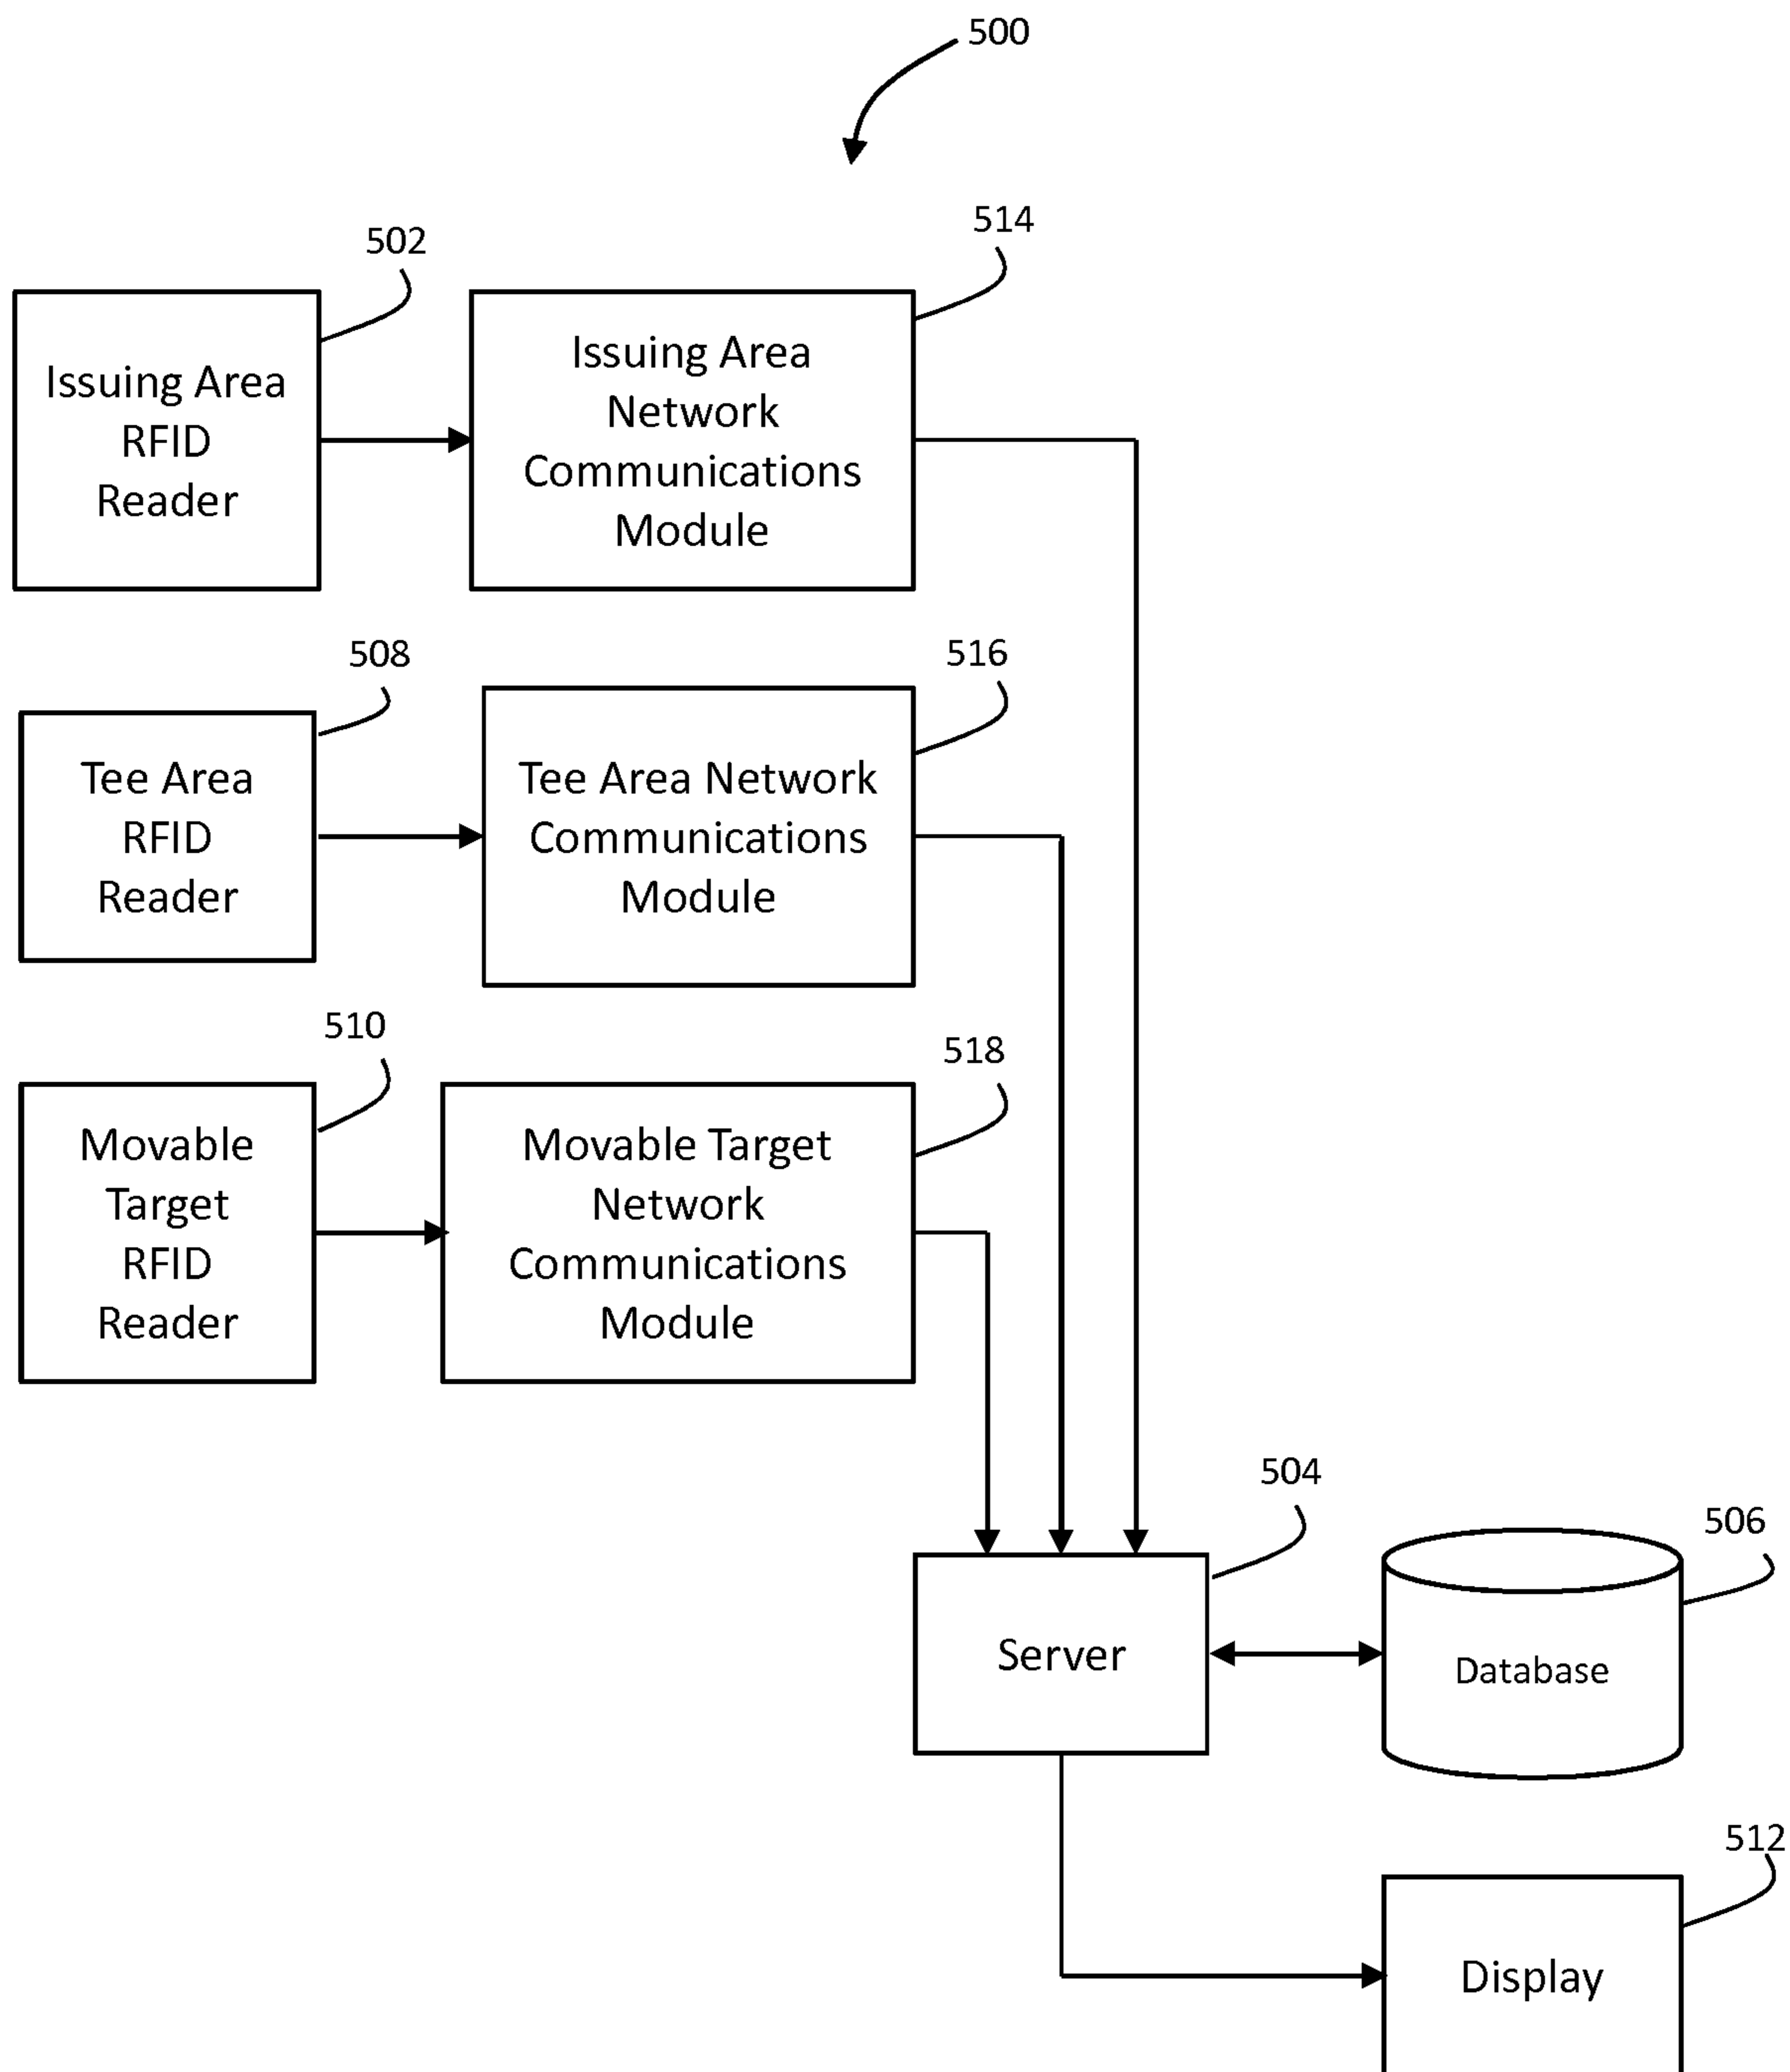 500
502
514
Issuing Area
RFID
Reader
Issuing Area
Network
Communications
Module
508
516
Tee Area
RFID
Reader
Tee Area Network
Communications
Module
510
518
Movable
Target
RFID
Reader
Movable Target
Network
Communications
Module
504
506
Server
Database
512
Display